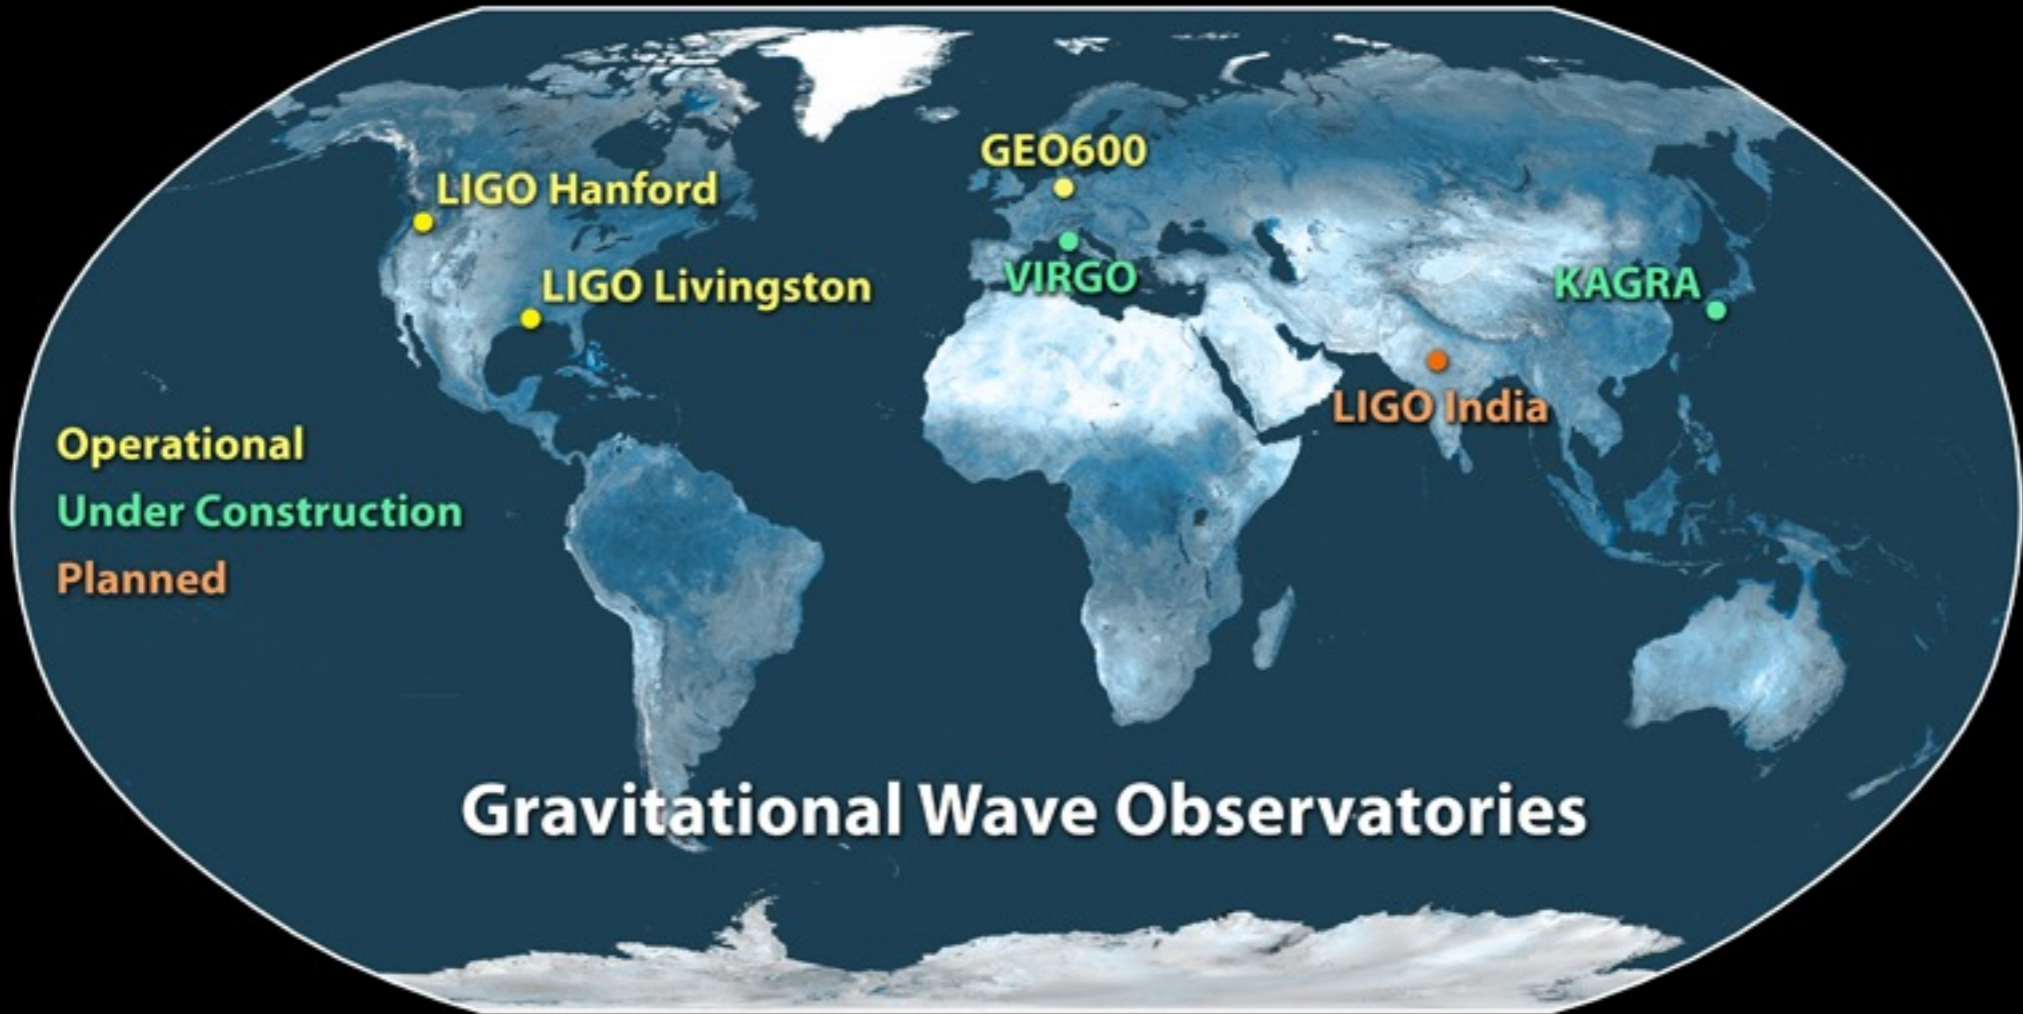 GEO600
LIGO Hanford
VIRGO
LIGO Livingston
KAGRA
LIGO India
Operational
Under Construction
Planned
Gravitational Wave Observatories